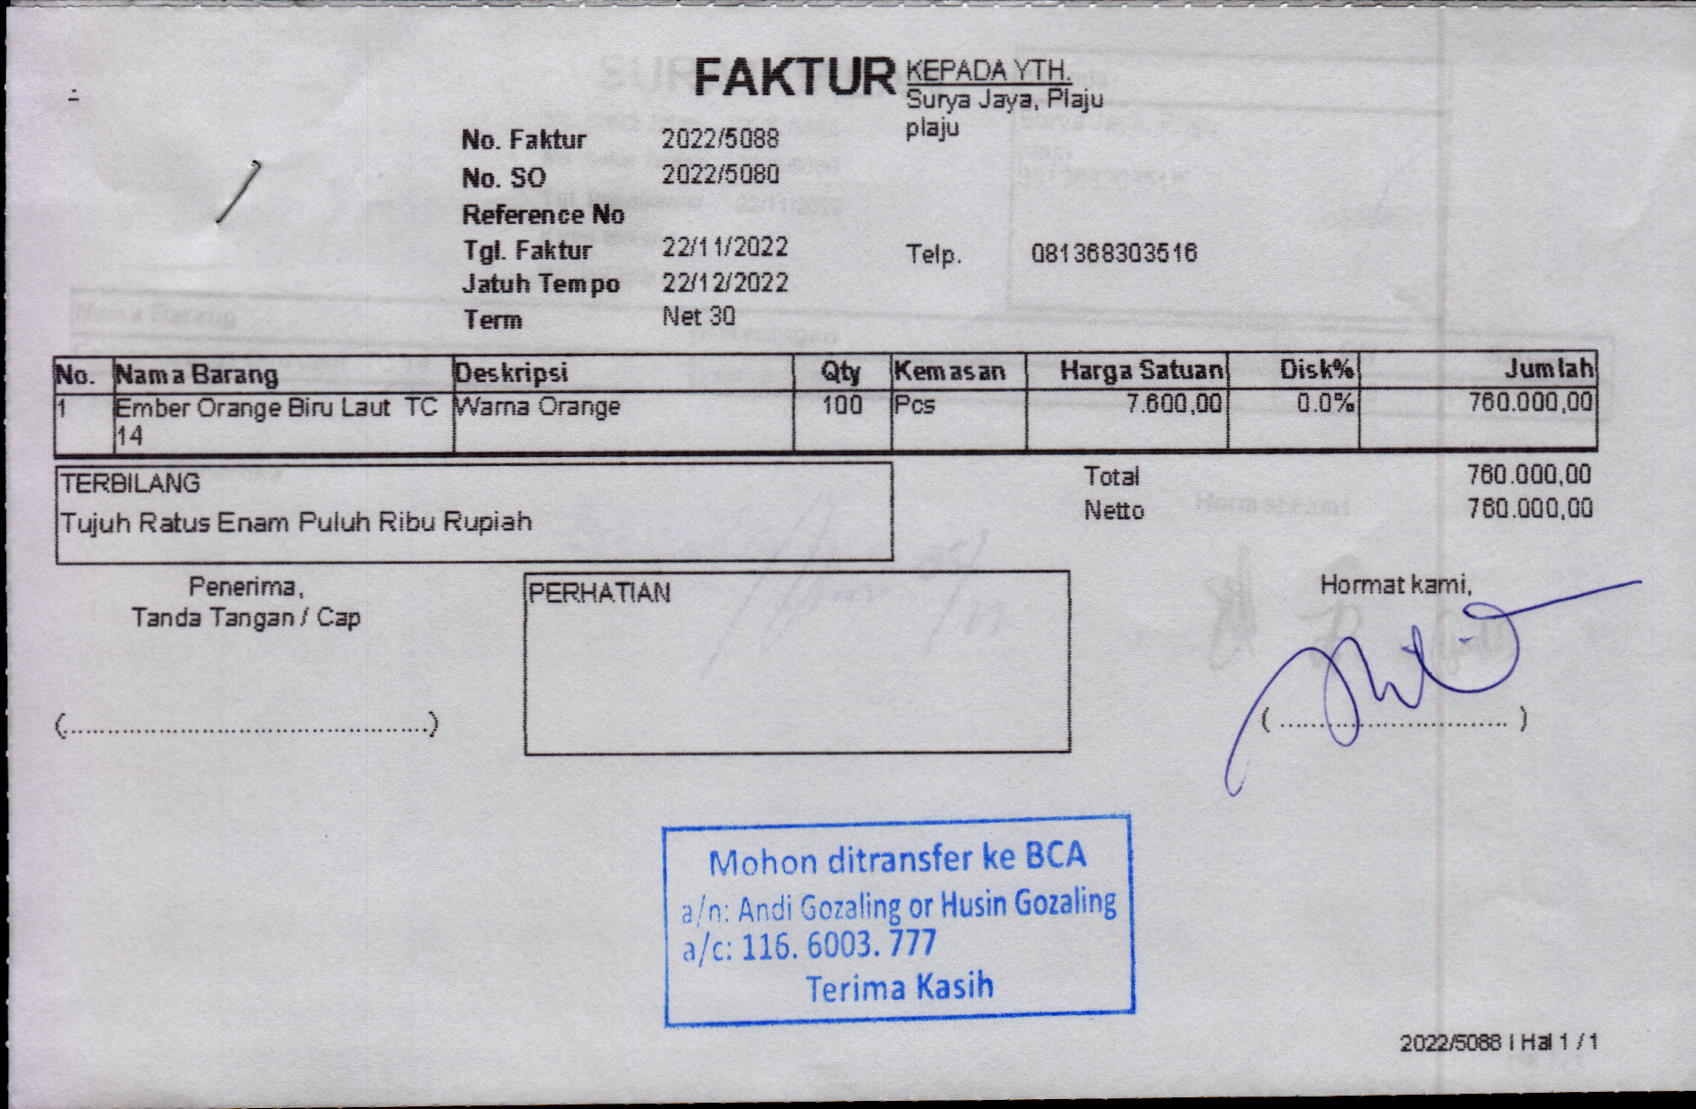 FAKTUR
KEPADA YTH.
Surya Jaya, Plaju
plaju
No. Faktur 2022/5088
No. SO 2022/5080
Reference No
Tgl. Faktur 22/11/2022
Telp. 081368303516
Jatuh Tempo 22/12/2022
Term Net 30
No. Nama Barang Deskripsi Qty Kemasan Harga Satuan Disk% Jumlah
1 Ember Orange Biru Laut TC Warna Orange 100 Pcs 7.600,00 0.0% 760.000,00
14
TERBILANG
Tujuh Ratus Enam Puluh Ribu Rupiah
Total 760.000,00
Netto 760.000,00
Penerima,
Tanda Tangan / Cap
(................................................)
PERHATIAN
Hormat kami,
( .............................. )
Mohon ditransfer ke BCA
a/n: Andi Gozaling or Husin Gozaling
a/c: 116. 6003. 777
Terima Kasih
2022/5088 | Hal 1 / 1